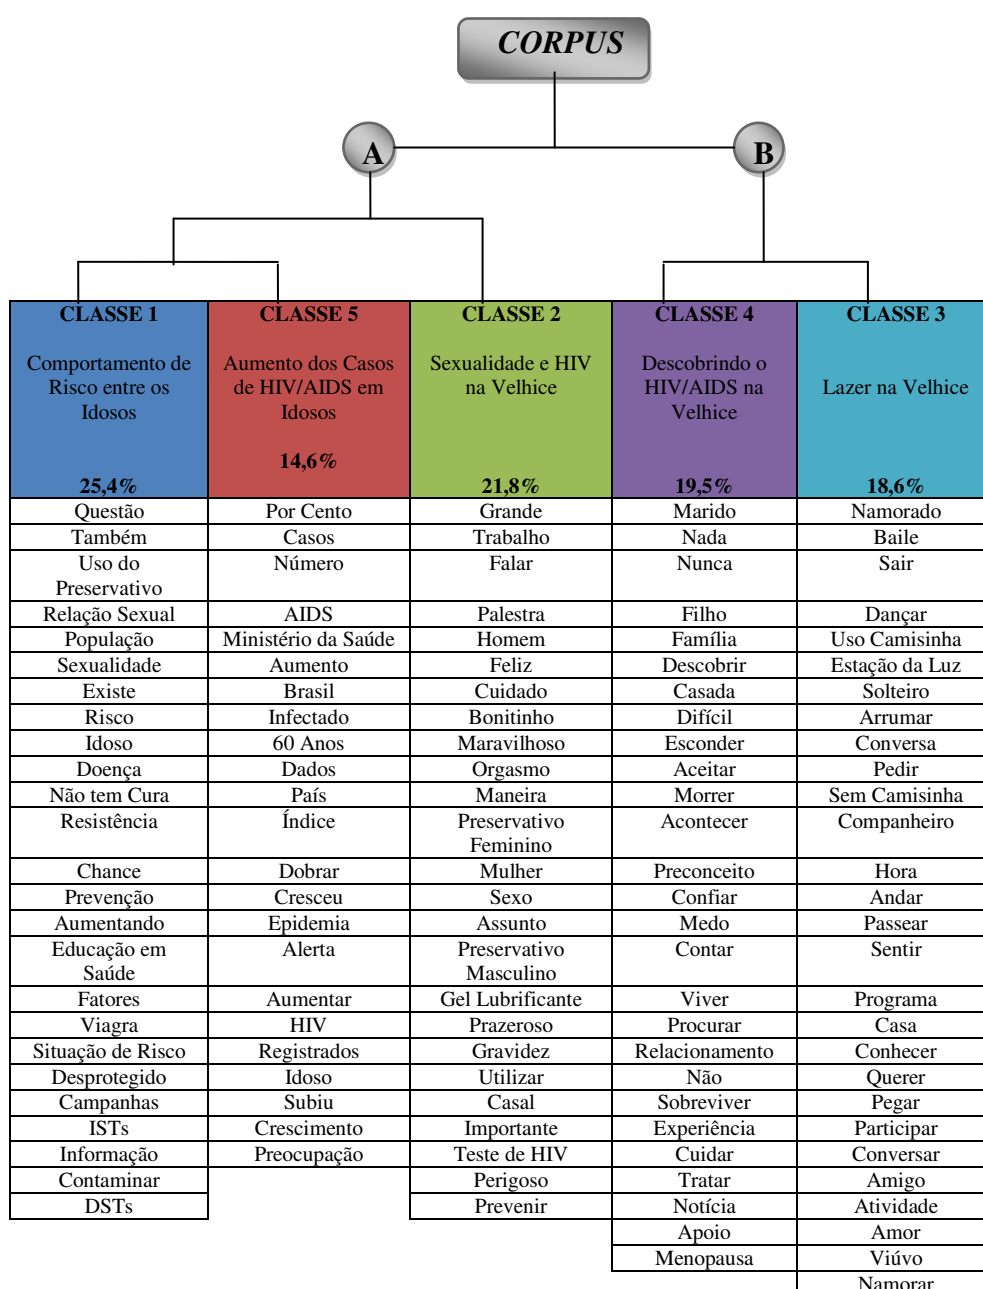 CORPUS
A B
CLASSE 1 CLASSE 5 CLASSE 2 CLASSE 4 CLASSE 3
Comportamento de Aumento dos Casos Sexualidade e HIV Descobrindo o
Risco entre os de HIV/AIDS em na Velhice HIV/AIDS na Lazer na Velhice
Idosos Idosos Velhice
14,6%
25,4% 21,8% 19,5% 18,6%
Questão Por Cento Grande Marido Namorado
Também Casos Trabalho Nada Baile
Uso do Número Falar Nunca Sair
Preservativo
Relação Sexual AIDS Palestra Filho Dançar
População Ministério da Saúde Homem Família Uso Camisinha
Sexualidade Aumento Feliz Descobrir Estação da Luz
Existe Brasil Cuidado Casada Solteiro
Risco Infectado Bonitinho Difícil Arrumar
Idoso 60 Anos Maravilhoso Esconder Conversa
Doença Dados Orgasmo Aceitar Pedir
Não tem Cura País Maneira Morrer Sem Camisinha
Resistência Índice Preservativo Acontecer Companheiro
Feminino
Chance Dobrar Mulher Preconceito Hora
Prevenção Cresceu Sexo Confiar Andar
Aumentando Epidemia Assunto Medo Passear
Educação em Alerta Preservativo Contar Sentir
Saúde Masculino
Fatores Aumentar Gel Lubrificante Viver Programa
Viagra HIV Prazeroso Procurar Casa
Situação de Risco Registrados Gravidez Relacionamento Conhecer
Desprotegido Idoso Utilizar Não Querer
Campanhas Subiu Casal Sobreviver Pegar
ISTs Crescimento Importante Experiência Participar
Informação Preocupação Teste de HIV Cuidar Conversar
Contaminar Perigoso Tratar Amigo
DSTs Prevenir Notícia Atividade
Apoio Amor
Menopausa Viúvo
Namorar